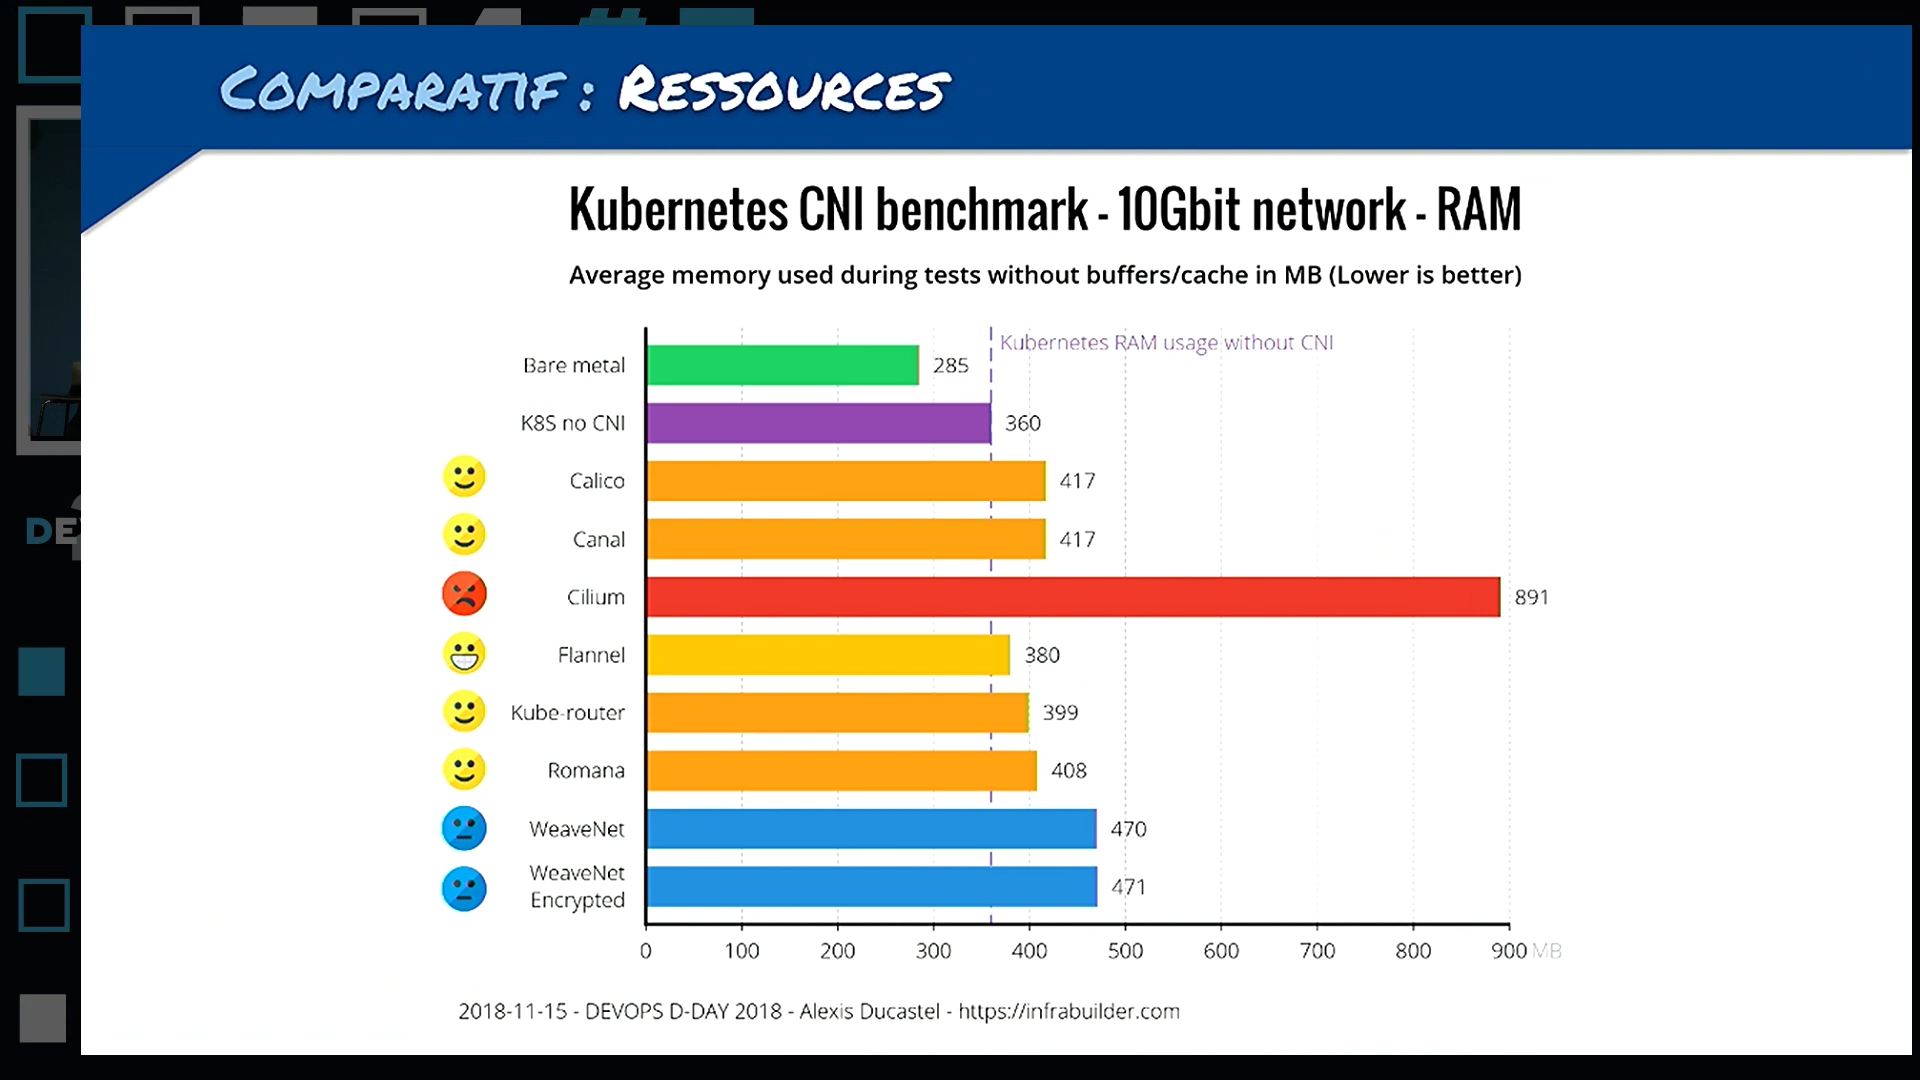 COMPARATIF : RESSOURCES
Kubernetes CNI benchmark - 10Gbit network - RAM
Average memory used during tests without buffers/cache in MB (Lower is better)
Kubernetes RAM usage without CNI
Bare metal 285
K8S no CNI 360
Calico 417
Canal 417
Cilium 891
Flannel 380
Kube-router 399
Romana 408
WeaveNet 470
WeaveNet
Encrypted 471
0 100 200 300 400 500 600 700 800 900 MB
2018-11-15 - DEVOPS D-DAY 2018 - Alexis Ducastel - https://infrabuilder.com